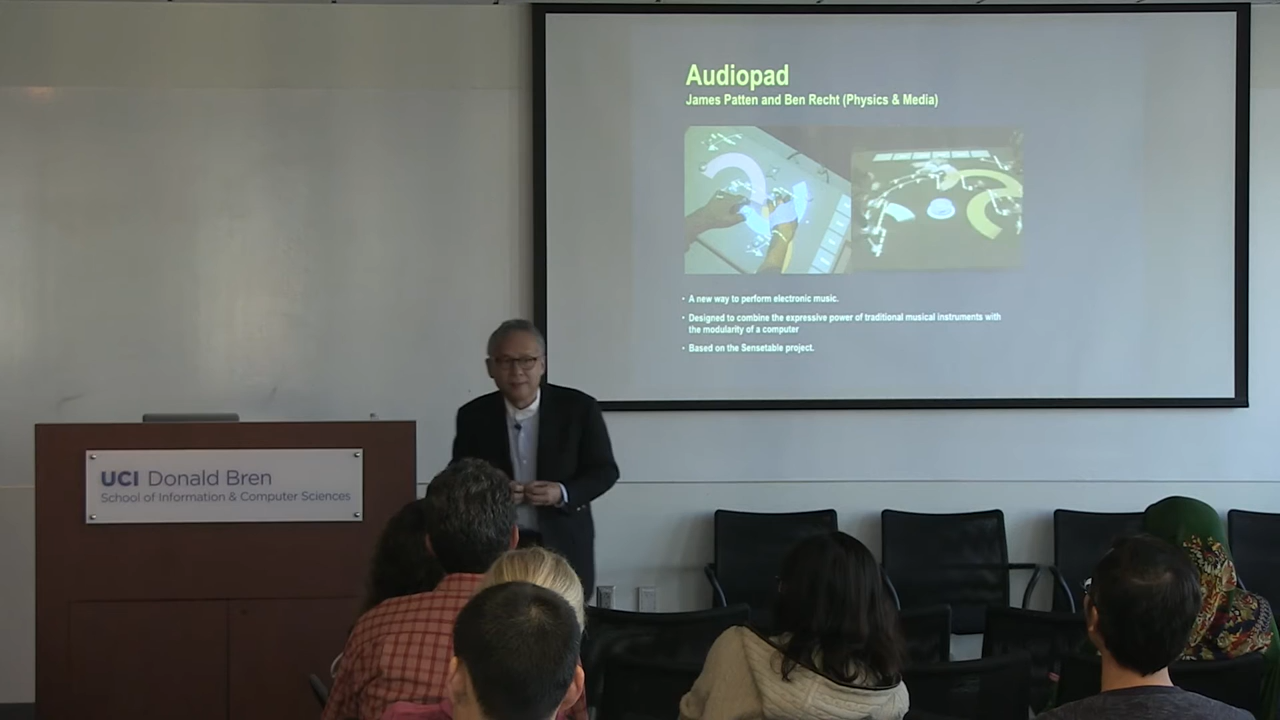 Audiopad
James Patten and Ben Recht (Physics & Media)
• A new way to perform electronic music.
• Designed to combine the expressive power of traditional musical instruments with
the modularity of a computer
• Based on the Sensetable project.
UCI Donald Bren
School of Information & Computer Sciences